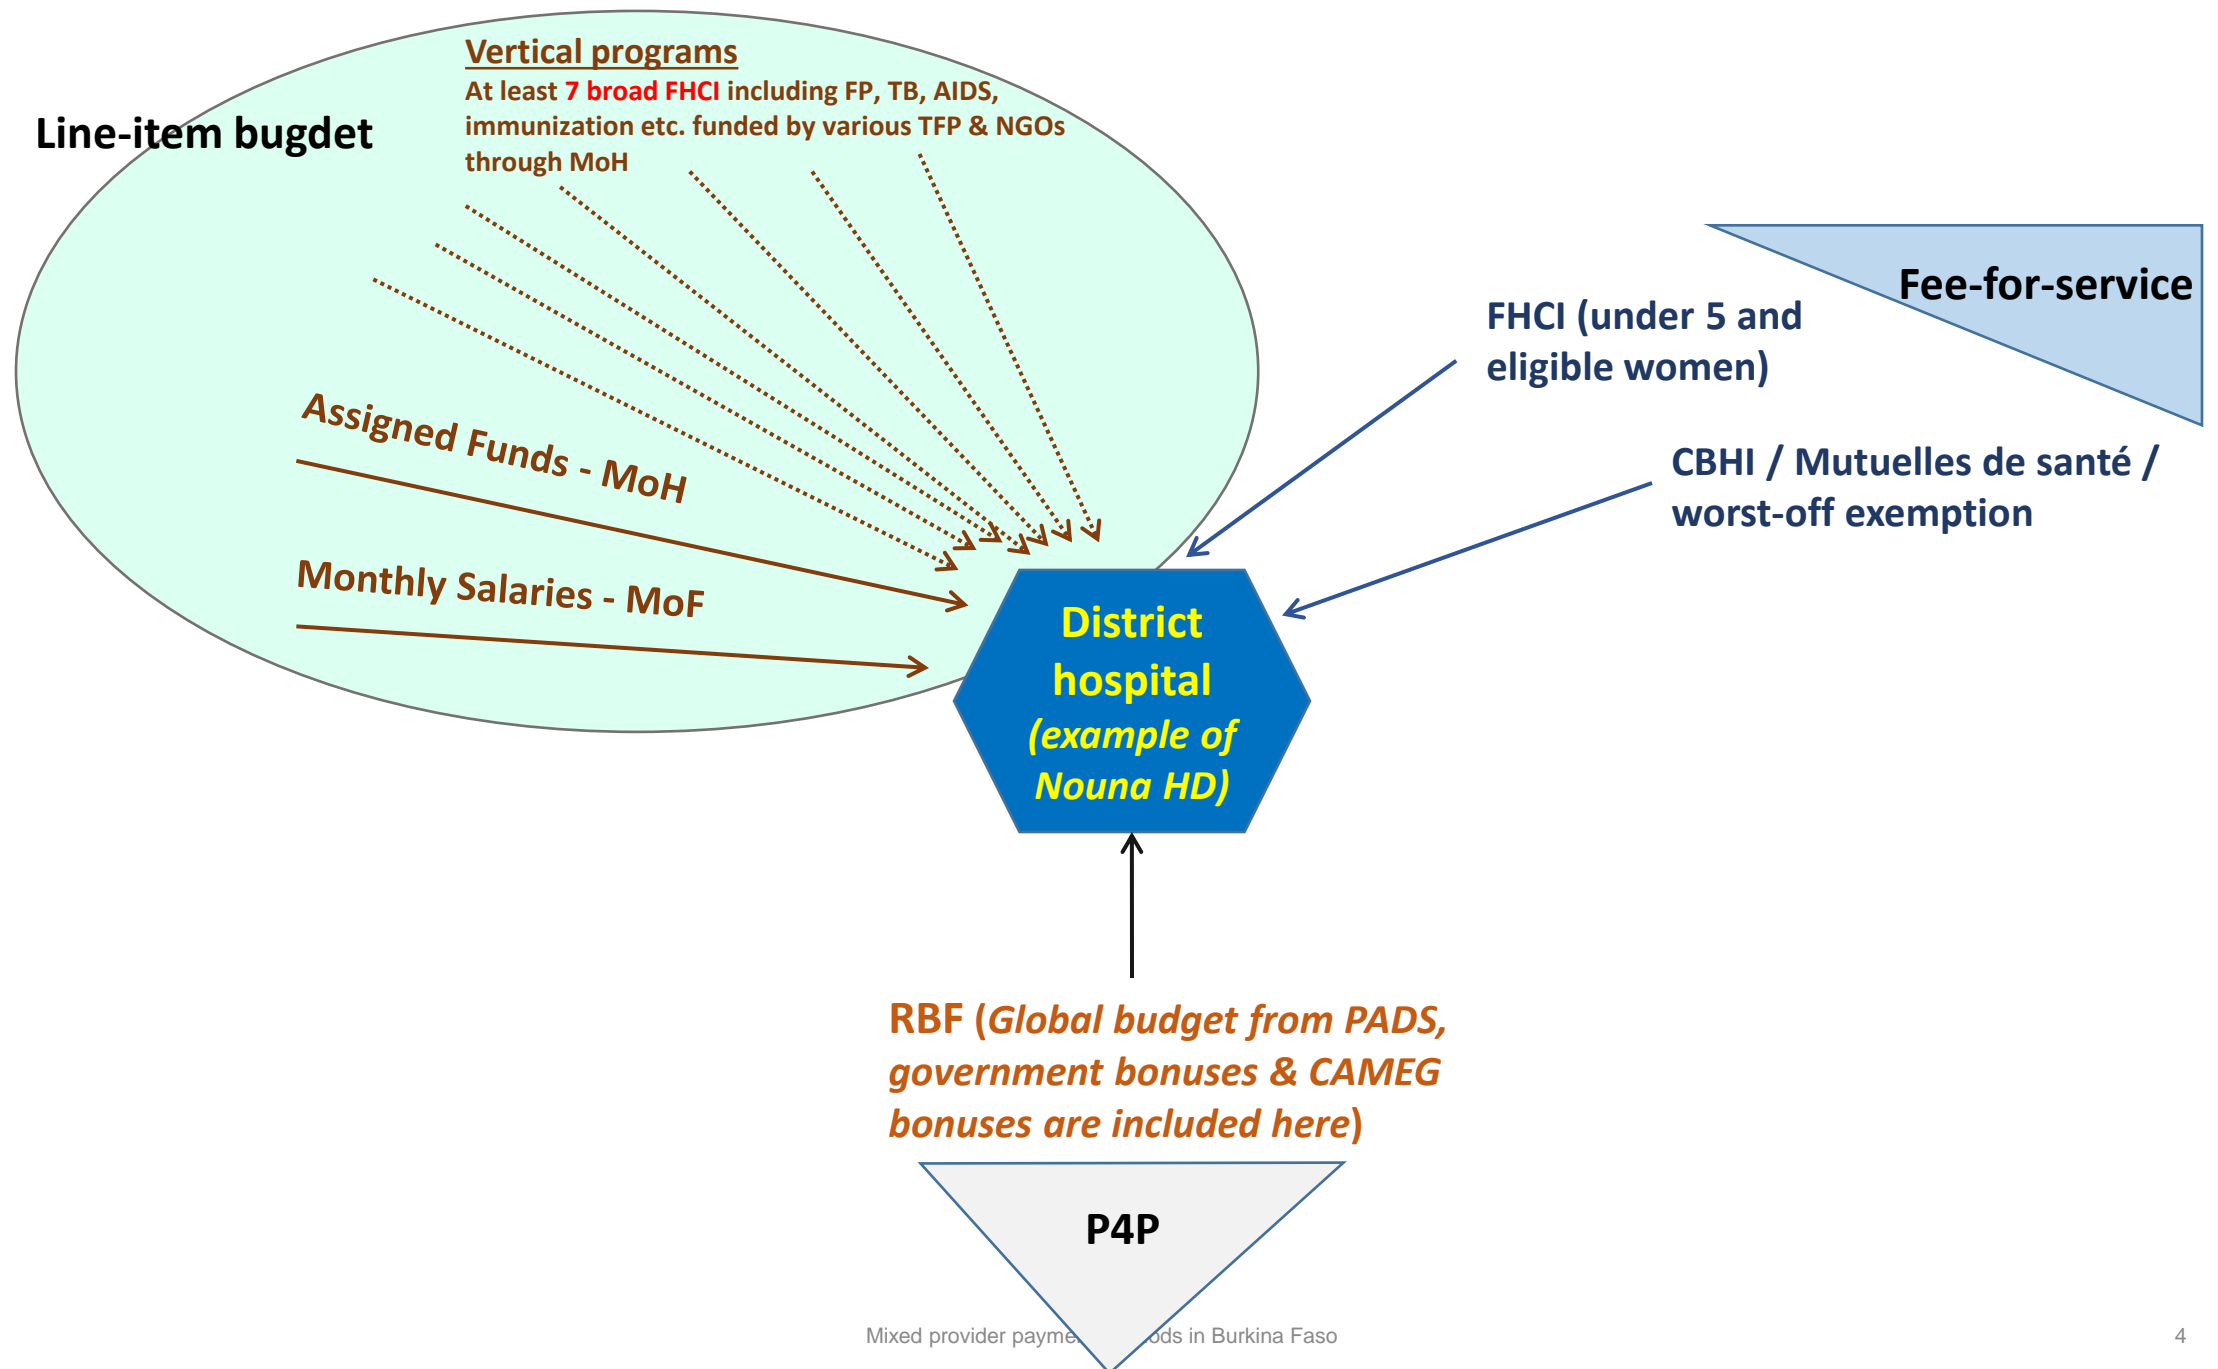 Vertical programs
At least 7 broad FHCI including FP, TB, AIDS,
immunization etc. funded by various TFP & NGOs
through MoH
Line-item bugdet
Assigned Funds - MoH
Monthly Salaries - MoF
Fee-for-service
FHCI (under 5 and
eligible women)
CBHI / Mutuelles de santé /
worst-off exemption
District
hospital
(example of
Nouna HD)
RBF (Global budget from PADS,
government bonuses & CAMEG
bonuses are included here)
P4P
Mixed provider in Burkina Faso
4